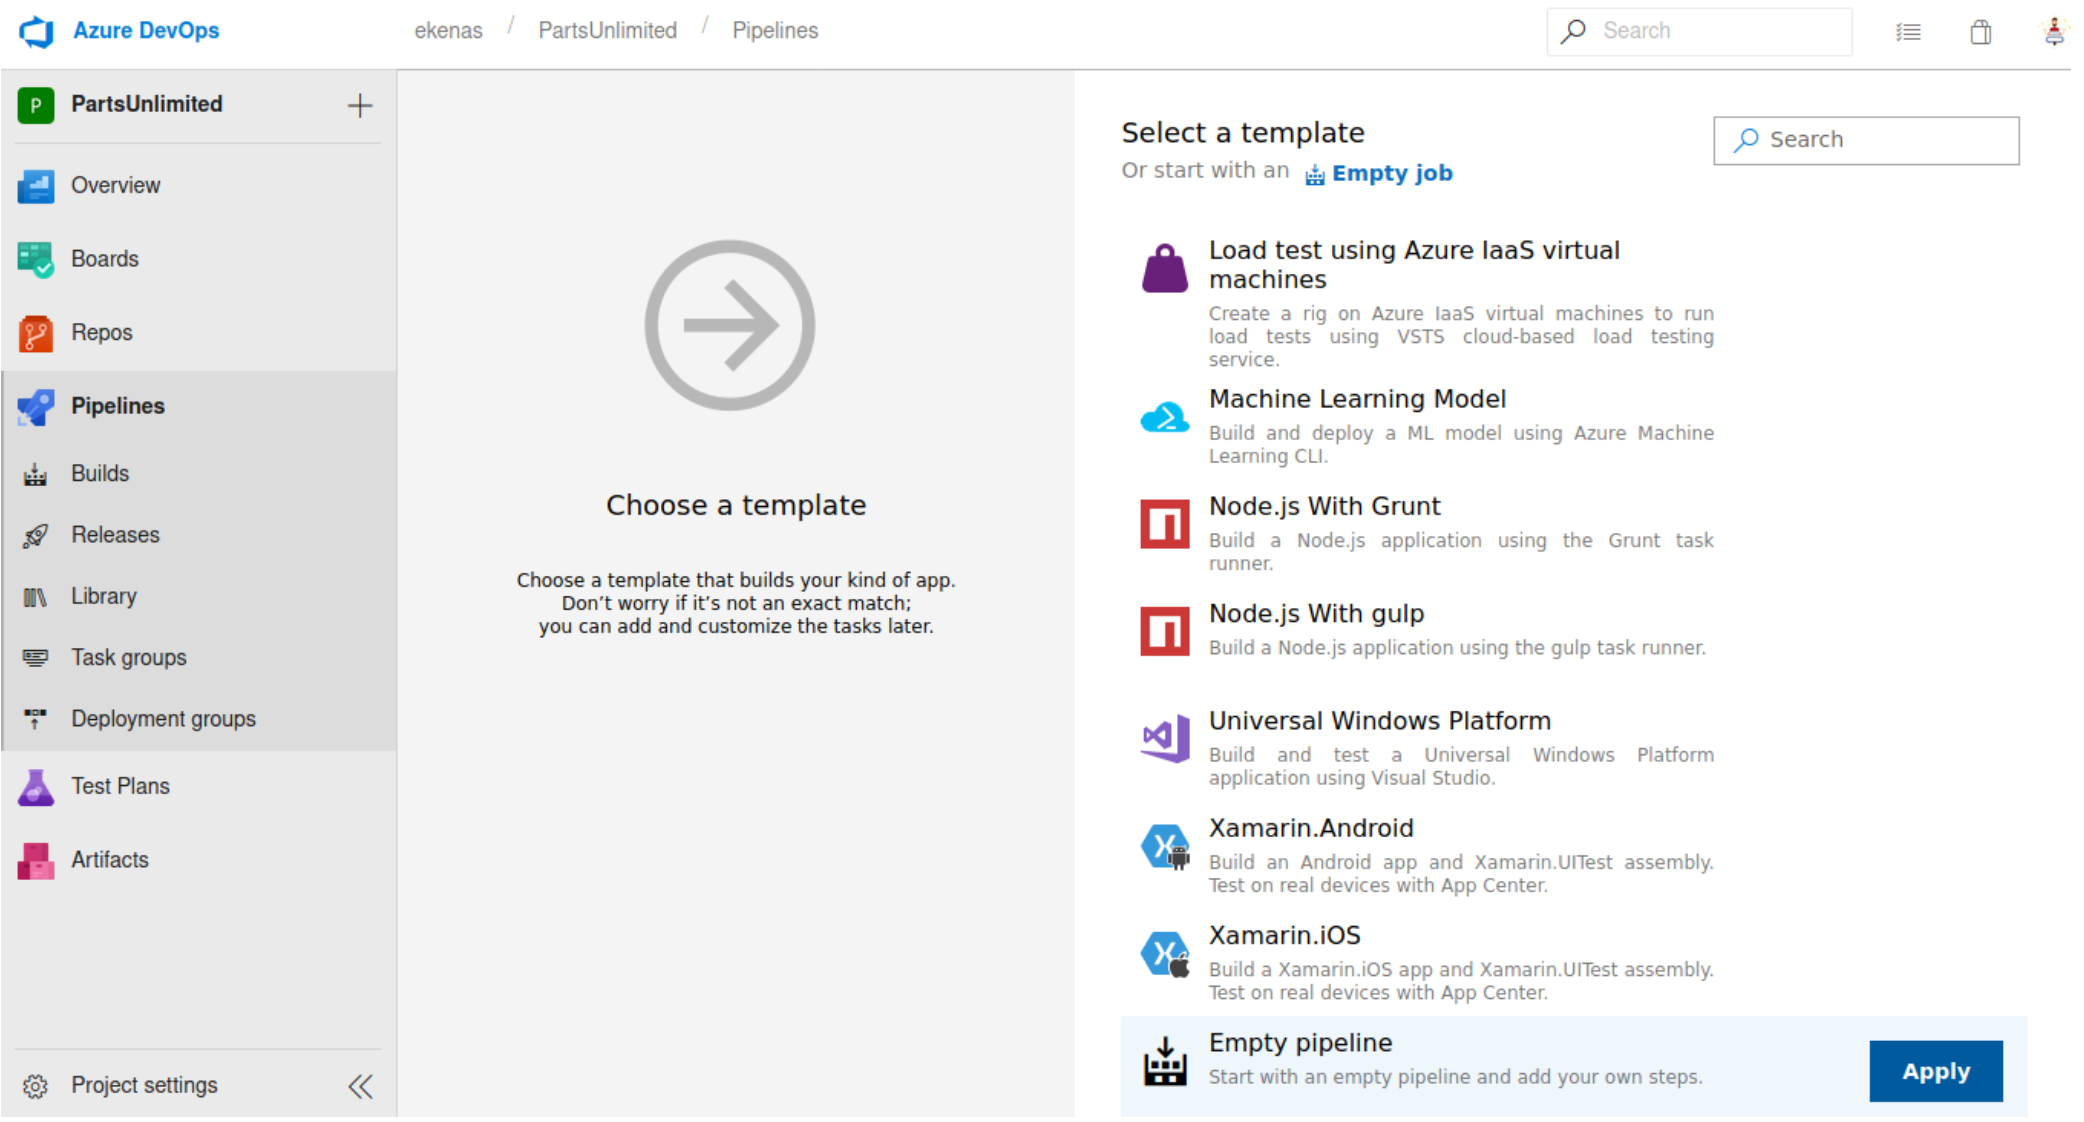 Azure DevOps
ekenas / PartsUnlimited / Pipelines
Search
P PartsUnlimited
Overview
Boards
Repos
Pipelines
Builds
Releases
Library
Task groups
Deployment groups
Test Plans
Artifacts
Project settings
Choose a template
Choose a template that builds your kind of app.
Don’t worry if it’s not an exact match;
you can add and customize the tasks later.
Select a template
Or start with an Empty job
Search
Load test using Azure IaaS virtual
machines
Create a rig on Azure IaaS virtual machines to run
load tests using VSTS cloud-based load testing
service.
Machine Learning Model
Build and deploy a ML model using Azure Machine
Learning CLI.
Node.js With Grunt
Build a Node.js application using the Grunt task
runner.
Node.js With gulp
Build a Node.js application using the gulp task runner.
Universal Windows Platform
Build and test a Universal Windows Platform
application using Visual Studio.
Xamarin.Android
Build an Android app and Xamarin.UITest assembly.
Test on real devices with App Center.
Xamarin.iOS
Build a Xamarin.iOS app and Xamarin.UITest assembly.
Test on real devices with App Center.
Empty pipeline
Start with an empty pipeline and add your own steps.
Apply